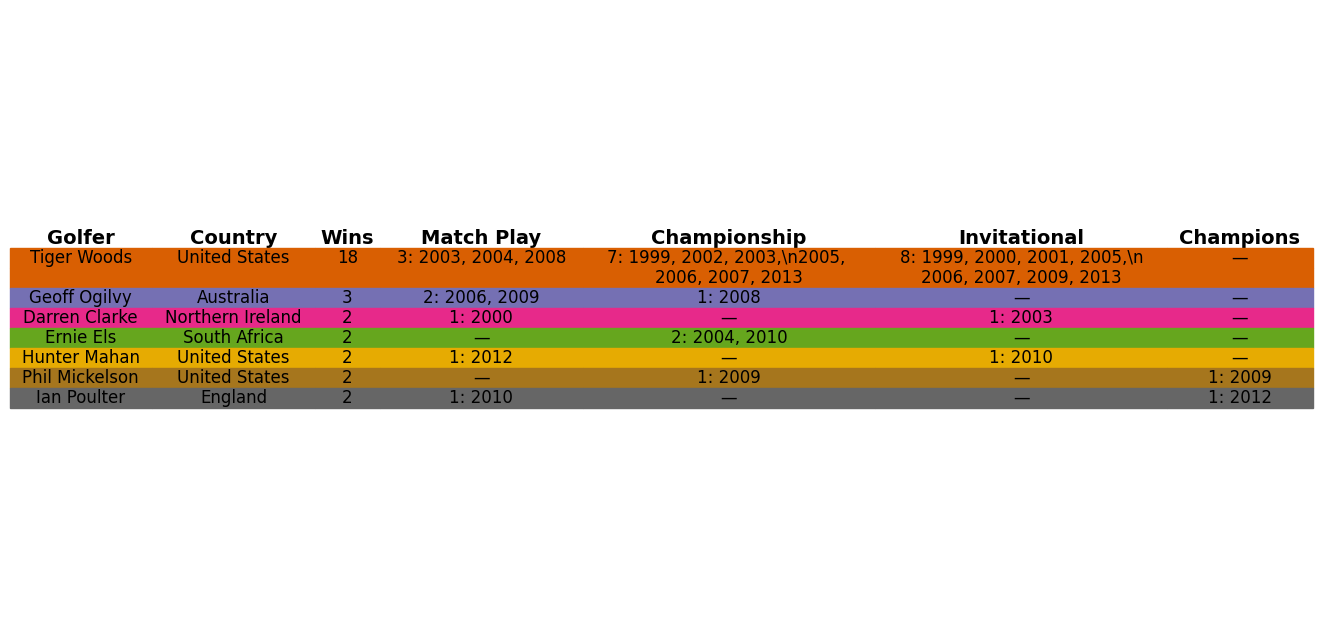 Golfer Country Wins Match Play Championship Invitational Champions
Tiger Woods United States 18 3: 2003, 2004, 2008 7: 1999, 2002, 2003,\n2005, 8: 1999, 2000, 2001, 2005,\n —
2006, 2007, 2013 2006, 2007, 2009, 2013
Geoff Ogilvy Australia 3 2: 2006, 2009 1: 2008 — —
Darren Clarke Northern Ireland 2 1: 2000 — 1: 2003 —
Ernie Els South Africa 2 — 2: 2004, 2010 — —
Hunter Mahan United States 2 1: 2012 — 1: 2010 —
Phil Mickelson United States 2 — 1: 2009 — 1: 2009
Ian Poulter England 2 1: 2010 — — 1: 2012